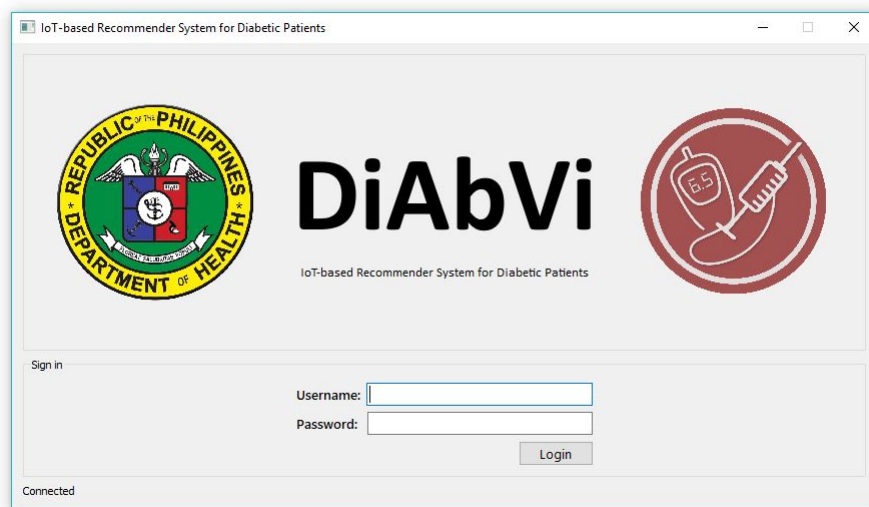 IoT-based Recommender System for Diabetic Patients
REPUBLIC OF THE PHILIPPINES
DEPARTMENT OF HEALTH
DiAbVi
IoT-based Recommender System for Diabetic Patients
6.5
Sign in
Username:
Password:
Login
Connected